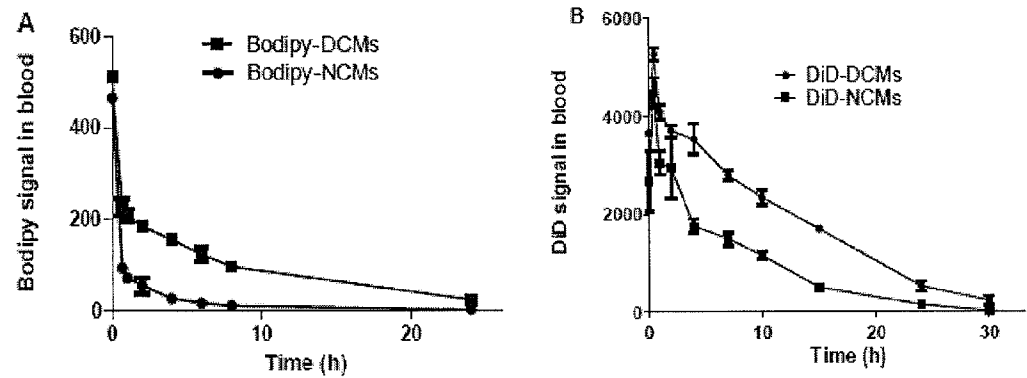 A
Bodipy signal in blood
600
400
200
0
Bodipy-DCMs
Bodipy-NCMs
0
10
20
Time (h)
B
DiD signal in blood
6000
4000
2000
0
DiD-DCMs
DiD-NCMs
0
10
20
30
Time (h)